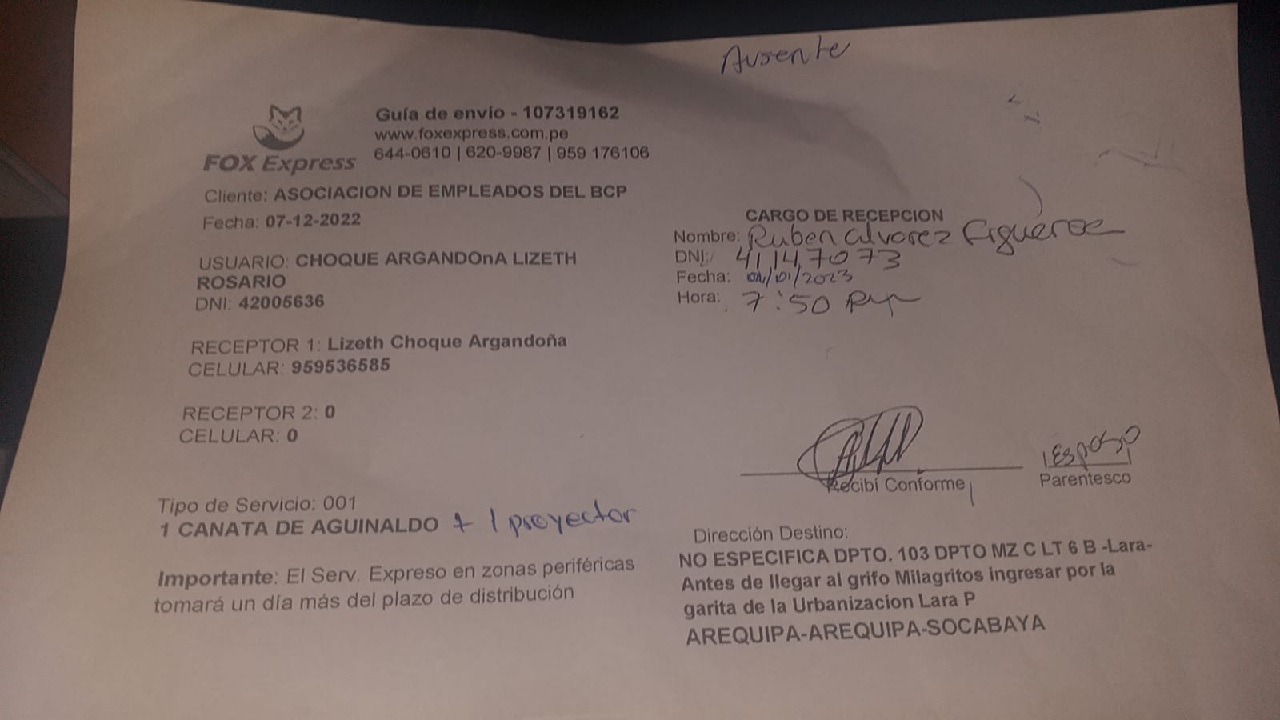 Ausente
FOX Express
Guía de envio - 107319162
www.foxexpress.com.pe
644-0610 | 620-9987 | 959 176106
Cliente: ASOCIACION DE EMPLEADOS DEL BCP
Fecha: 07-12-2022
USUARIO: CHOQUE ARGANDOnA LIZETH
ROSARIO
DNI: 42005636
RECEPTOR 1: Lizeth Choque Argandoña
CELULAR: 959536585
RECEPTOR 2: 0
CELULAR: 0
Tipo de Servicio: 001
1 CANATA DE AGUINALDO + 1 proyector
Importante: El Serv. Expreso en zonas periféricas
tomará un día más del plazo de distribución
CARGO DE RECEPCION
Nombre: Ruben alvarez Figueroa
DNI: 41147073
Fecha: /01/2023
Hora: 7:50
Recibí Conforme
esposo
Parentesco
Dirección Destino:
NO ESPECIFICA DPTO. 103 DPTO MZ C LT 6 B -Lara-
Antes de llegar al grifo Milagritos ingresar por la
garita de la Urbanizacion Lara P
AREQUIPA-AREQUIPA-SOCABAYA